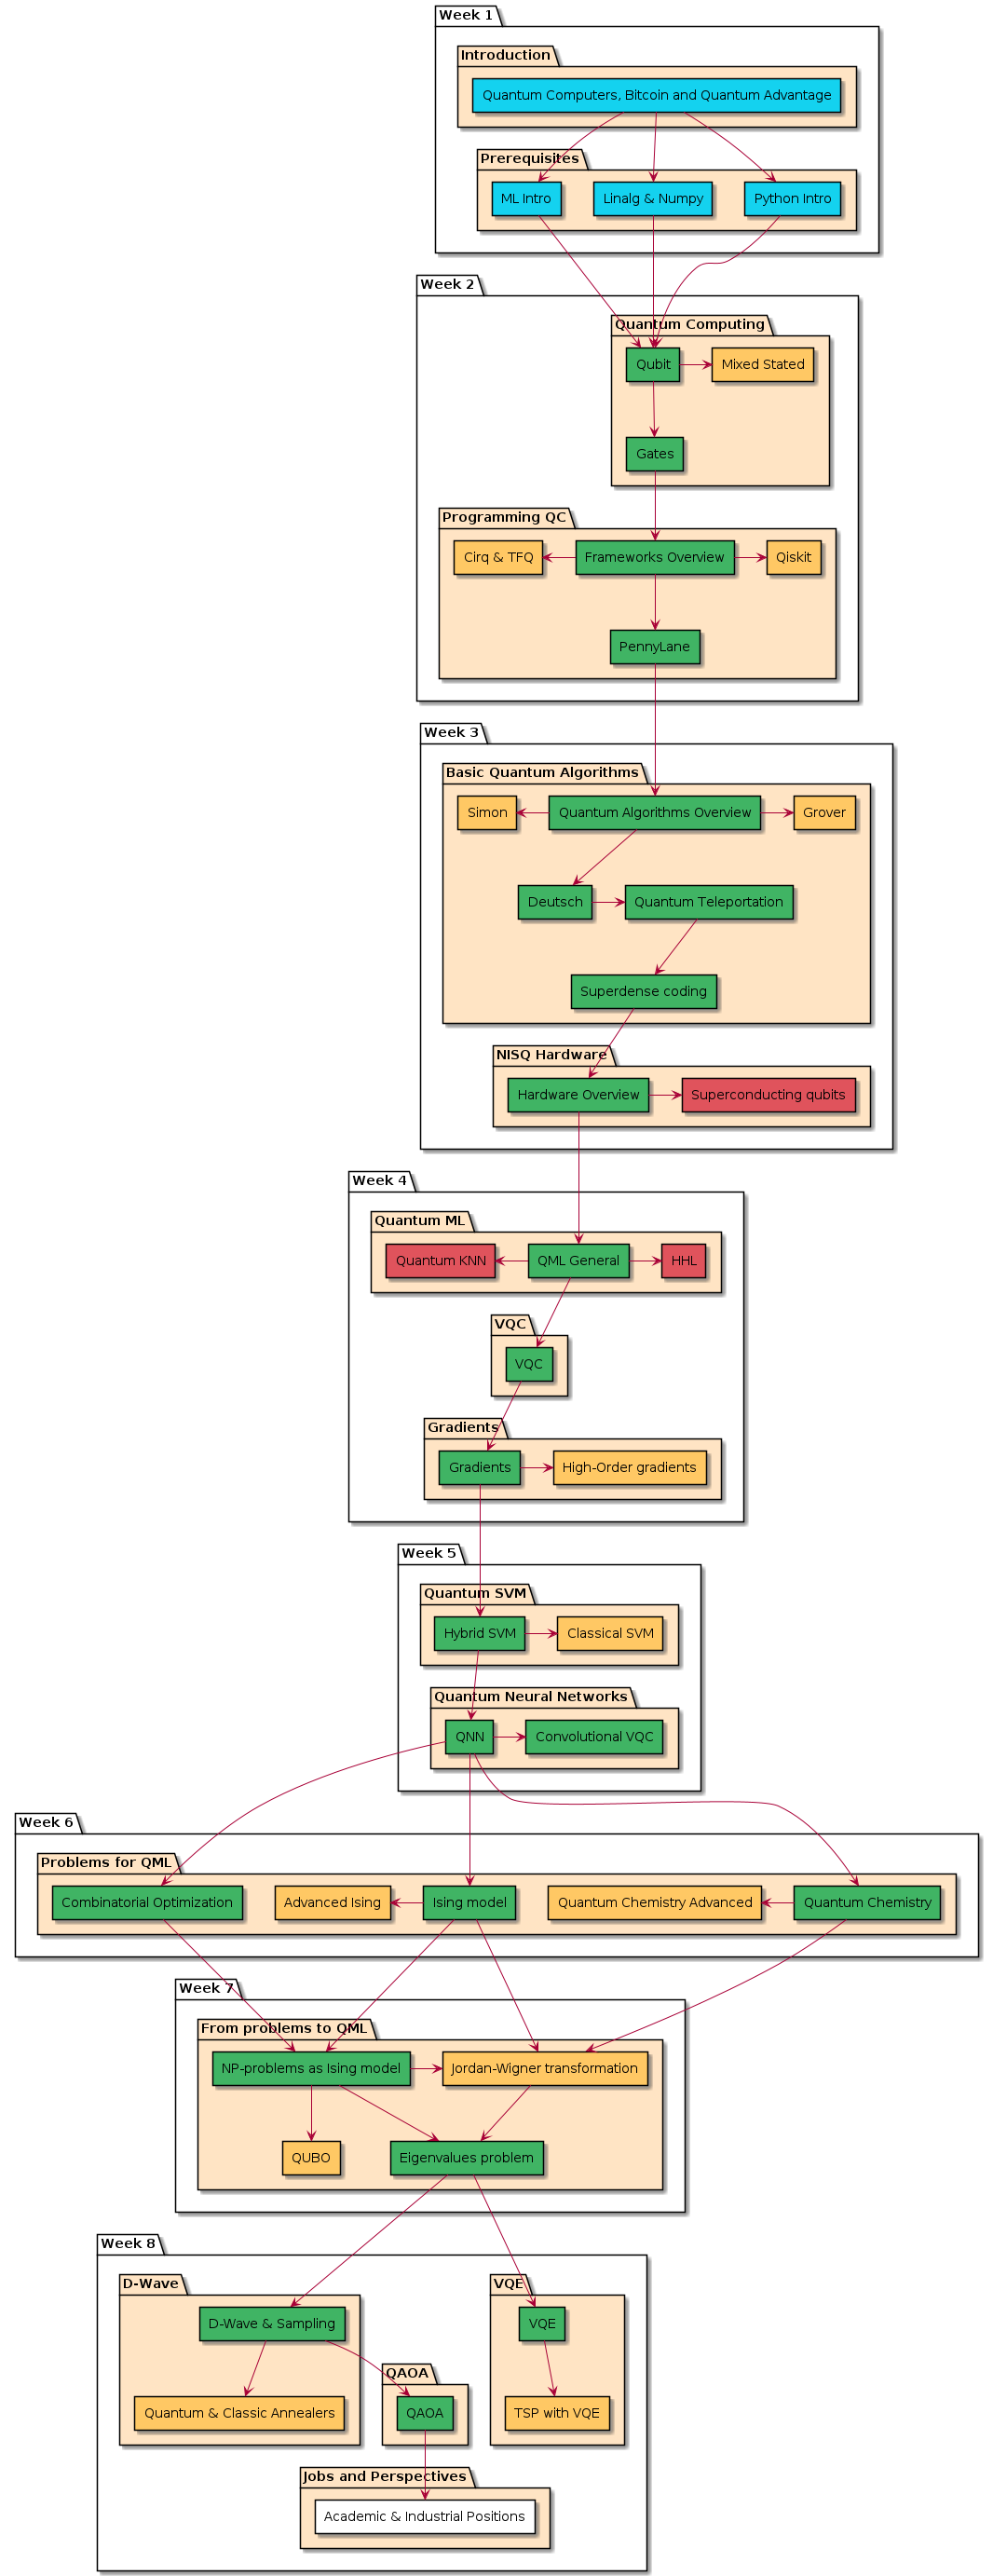 Week 1
Introduction
Quantum Computers, Bitcoin and Quantum Advantage
Prerequisites
ML Intro
Linalg & Numpy
Python Intro
Week 2
Quantum Computing
Qubit
Mixed Stated
Gates
Programming QC
Cirq & TFQ
Frameworks Overview
Qiskit
PennyLane
Week 3
Basic Quantum Algorithms
Simon
Quantum Algorithms Overview
Grover
Deutsch
Quantum Teleportation
Superdense coding
NISQ Hardware
Hardware Overview
Superconducting qubits
Week 4
Quantum ML
Quantum KNN
QML General
HHL
VQC
VQC
Gradients
Gradients
High-Order gradients
Week 5
Quantum SVM
Hybrid SVM
Classical SVM
Quantum Neural Networks
QNN
Convolutional VQC
Week 6
Problems for QML
Combinatorial Optimization
Advanced Ising
Ising model
Quantum Chemistry Advanced
Quantum Chemistry
Week 7
From problems to QML
NP-problems as Ising model
Jordan-Wigner transformation
QUBO
Eigenvalues problem
Week 8
D-Wave
VQE
D-Wave & Sampling
VQE
QAOA
Quantum & Classic Annealers
QAOA
TSP with VQE
Jobs and Perspectives
Academic & Industrial Positions